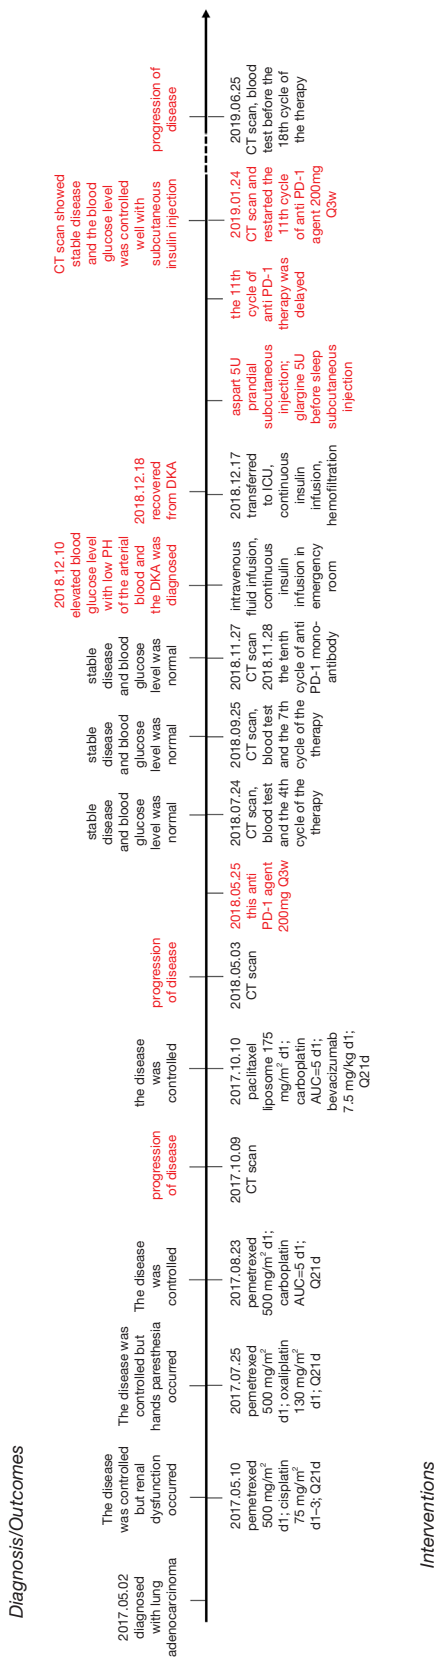 Diagnosis/Outcomes
2017.05.02
diagnosed
with lung
adenocarcinoma
The disease
was controlled
but renal
dysfunction
occurred
The disease was
controlled but
hands paresthesia
occurred
The disease
was
controlled
progression
of disease
the disease
was
controlled
progression
of disease
stable
disease
and blood
glucose
level was
normal
stable
disease
and blood
glucose
level was
normal
stable
disease
and blood
glucose
level was
normal
2018.12.10
elevated blood
glucose level
with low PH
of the arterial
blood and
the DKA was
diagnosed
2018.12.18
recovered
from DKA
CT scan showed
stable disease
and the blood
glucose level
was controlled
well with
subcutaneous
insulin injection
progression of
disease
2017.05.10
pemetrexed
500 mg/m²
d1; cisplatin
75 mg/m²
d1–3; Q21d
2017.07.25
pemetrexed
500 mg/m²
d1; oxaliplatin
130 mg/m²
d1; Q21d
2017.08.23
pemetrexed
500 mg/m² d1;
carboplatin
AUC=5 d1;
Q21d
2017.10.09
CT scan
2017.10.10
paclitaxel
liposome 175
mg/m² d1;
carboplatin
AUC=5 d1;
bevacizumab
7.5 mg/kg d1;
Q21d
2018.05.03
CT scan
2018.05.25
this anti
PD-1 agent
200mg Q3w
2018.07.24
CT scan,
blood test
and the 4th
cycle of the
therapy
2018.09.25
CT scan,
blood test
and the 7th
cycle of the
therapy
2018.11.27
CT scan
2018.11.28
the tenth
cycle of anti
PD-1 mono-
antibody
intravenous
fluid infusion,
continuous
insulin
infusion in
emergency
room
2018.12.17
transferred
to ICU,
continuous
insulin
infusion,
hemofiltration
aspart 5U
prandial
subcutaneous
injection;
glargine 5U
before sleep
subcutaneous
injection
the 11th
cycle of
anti PD-1
therapy was
delayed
2019.01.24
CT scan and
restarted the
11th cycle
of anti PD-1
agent 200mg
Q3w
2019.06.25
CT scan, blood
test before the
18th cycle of
the therapy
Interventions